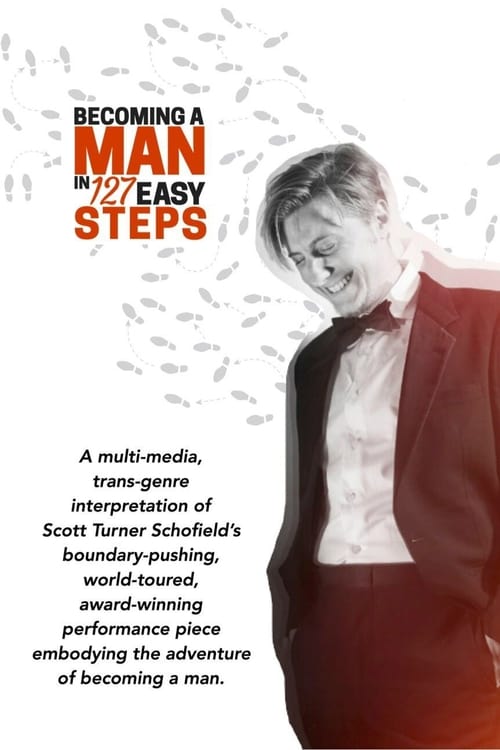 BECOMING A
MAN
IN 127 EASY
STEPS
A multi-media,
trans-genre
interpretation of
Scott Turner Schofield's
boundary-pushing,
world-toured,
award-winning
performance piece
embodying the adventure
of becoming a man.